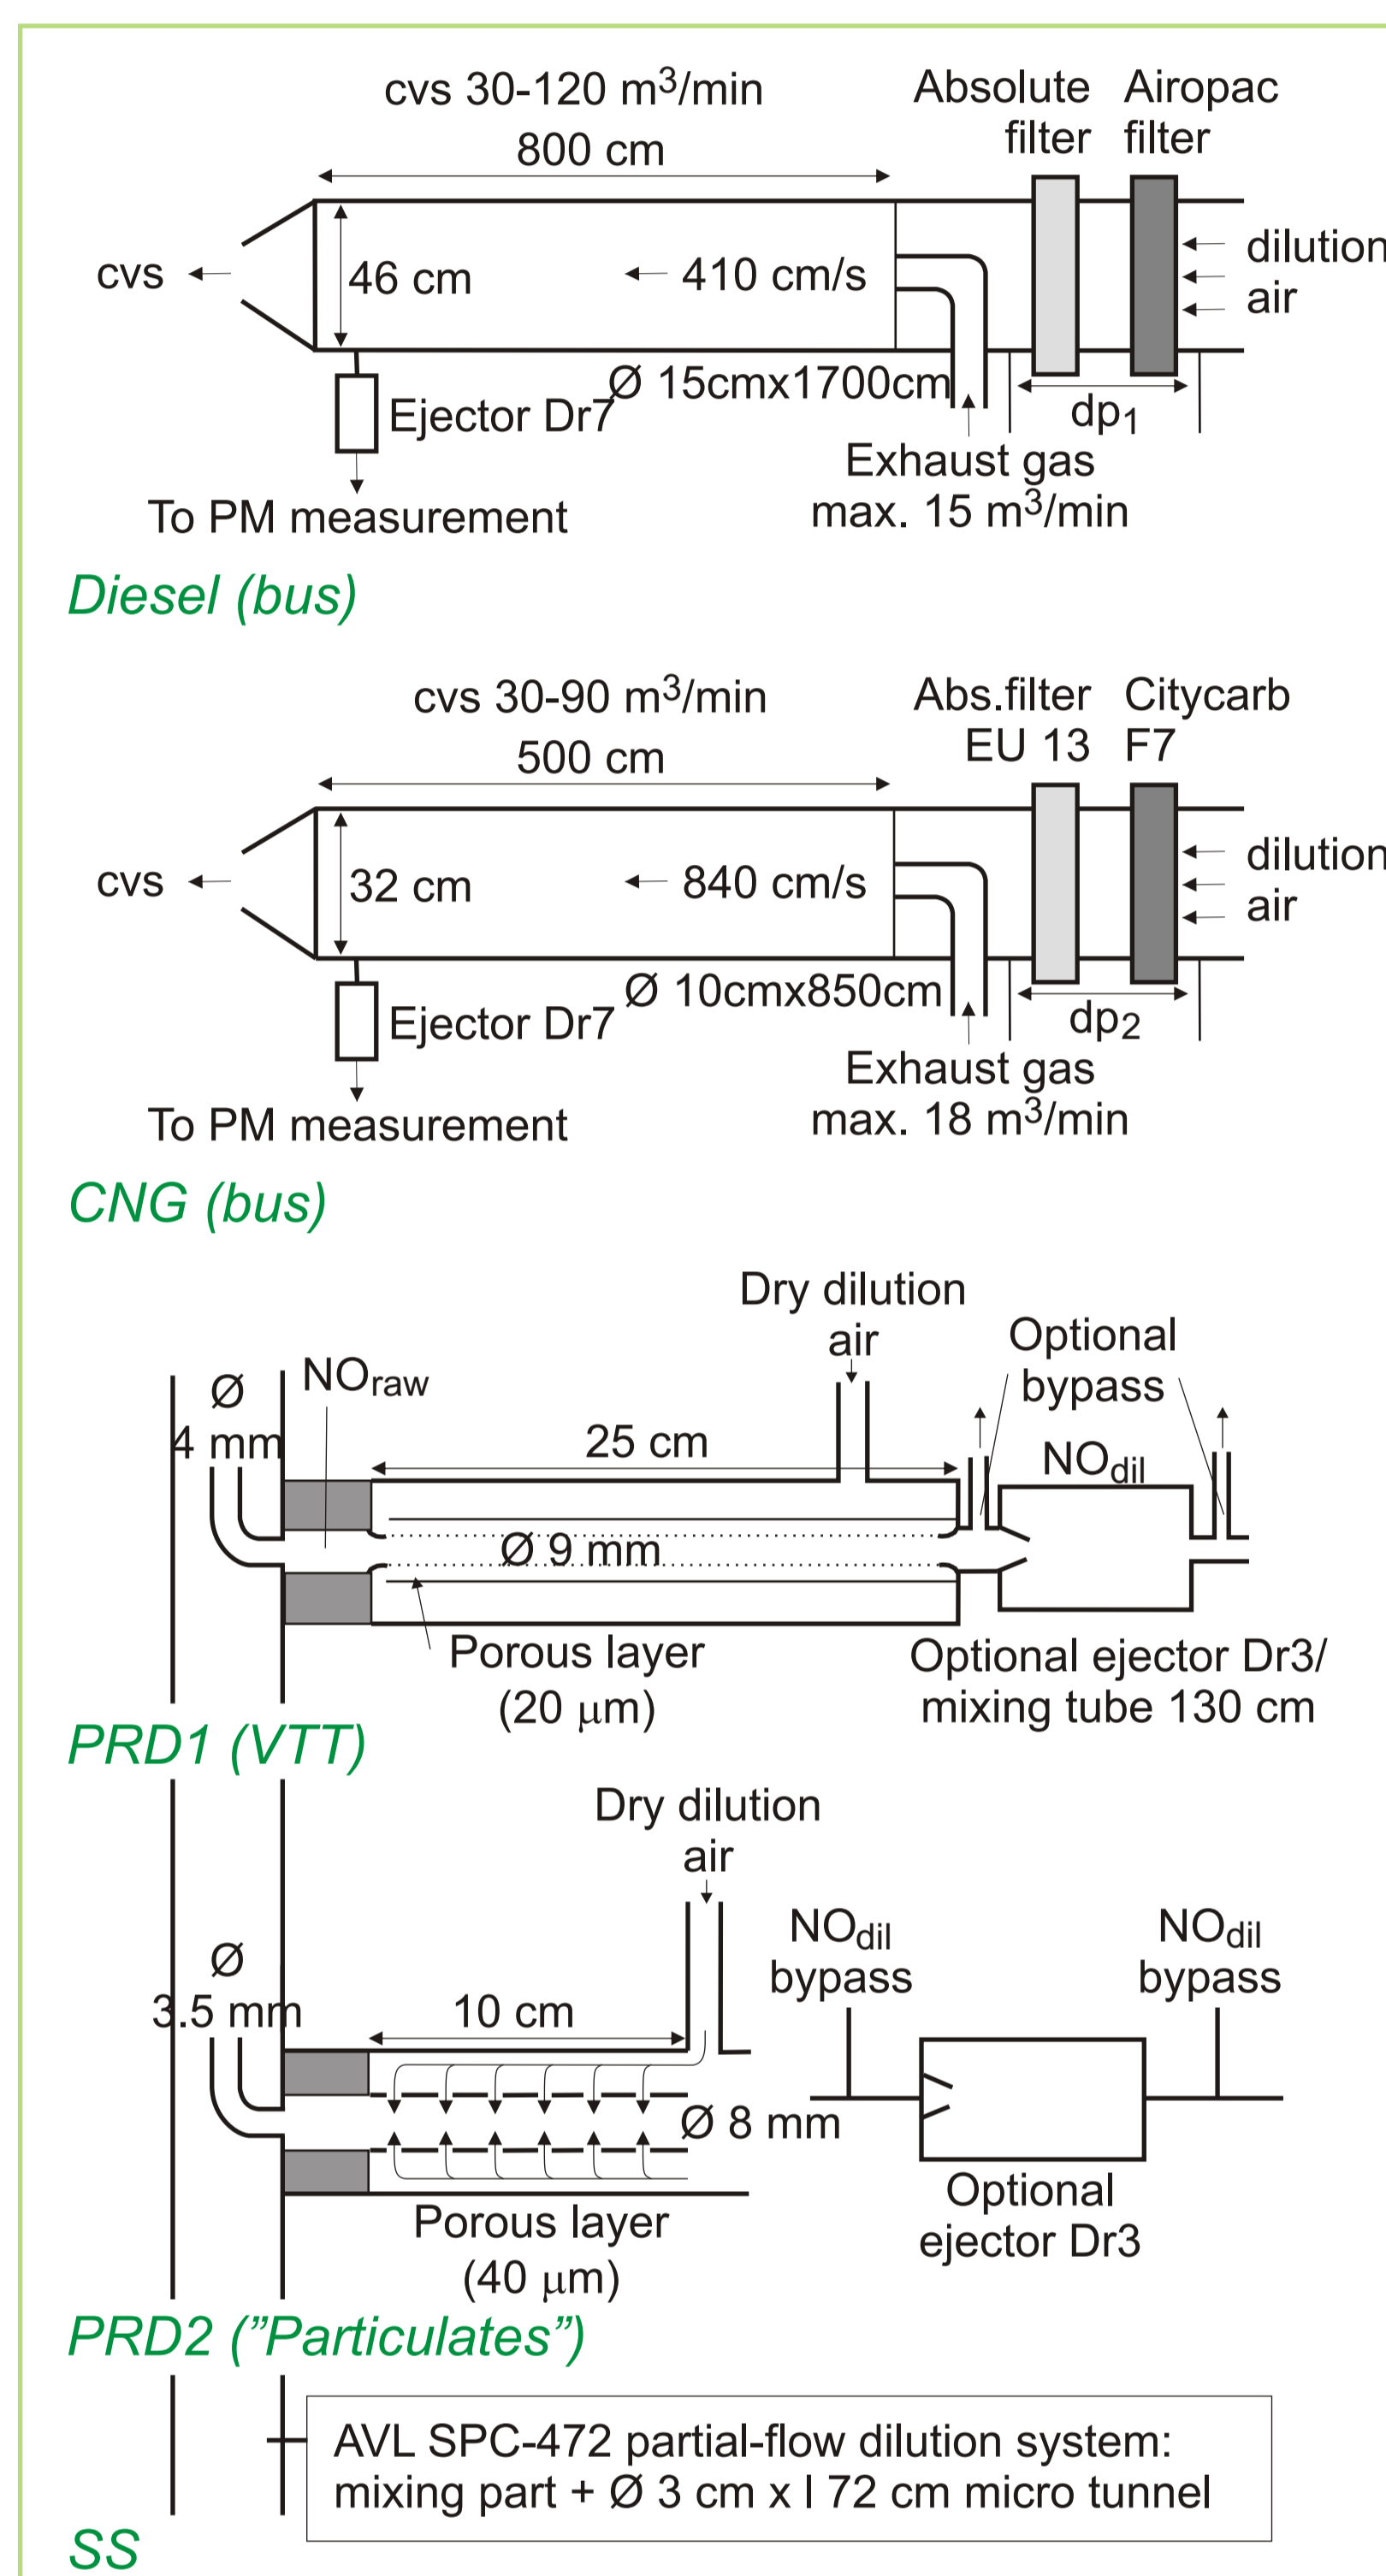 cvs 30-120 m³/min
800 cm
Absolute filter
Airopac filter
cvs
46 cm
410 cm/s
dilution air
Ø 15cmx1700cm
dp1
Ejector Dr7
Exhaust gas
max. 15 m³/min
To PM measurement
Diesel (bus)
cvs 30-90 m³/min
500 cm
Abs.filter EU 13
Citycarb F7
cvs
32 cm
840 cm/s
dilution air
Ø 10cmx850cm
dp2
Ejector Dr7
Exhaust gas
max. 18 m³/min
To PM measurement
CNG (bus)
Dry dilution
air
Optional
bypass
NOraw
Ø
4 mm
25 cm
NOdil
Ø 9 mm
Porous layer
(20 µm)
Optional ejector Dr3/
mixing tube 130 cm
PRD1 (VTT)
Dry dilution
air
NOdil
bypass
NOdil
bypass
Ø
3.5 mm
10 cm
Ø 8 mm
Porous layer
(40 µm)
Optional
ejector Dr3
PRD2 (”Particulates”)
AVL SPC-472 partial-flow dilution system:
mixing part + Ø 3 cm x l 72 cm micro tunnel
SS